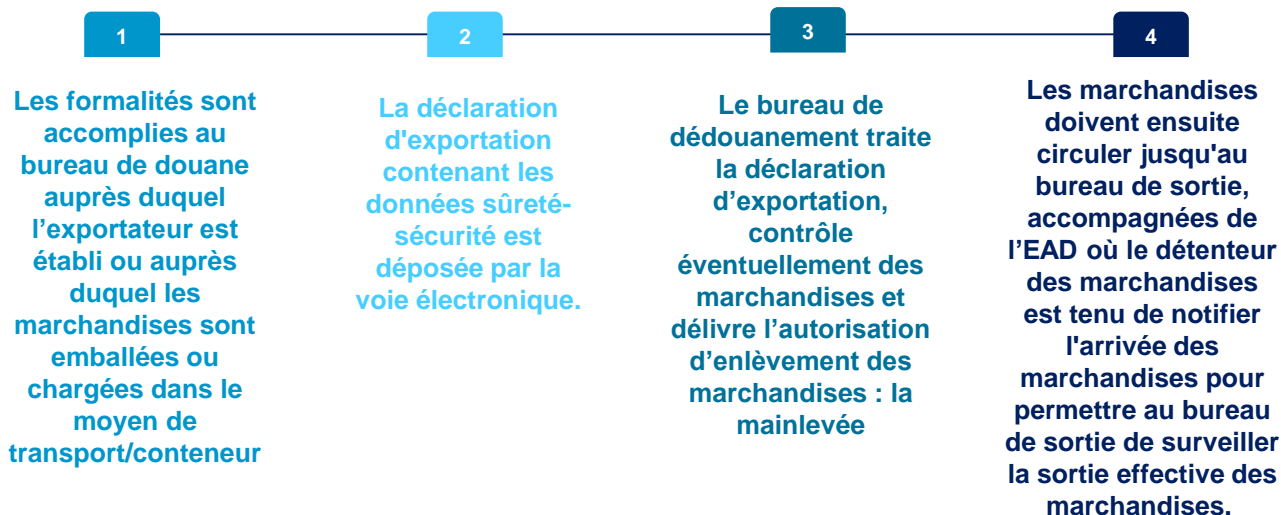 1
Les formalités sont
accomplies au
bureau de douane
auprès duquel
l’exportateur est
établi ou auprès
duquel les
marchandises sont
emballées ou
chargées dans le
moyen de
transport/conteneur
2
La déclaration
d'exportation
contenant les
données sûreté-
sécurité est
déposée par la
voie électronique.
3
Le bureau de
dédouanement traite
la déclaration
d’exportation,
contrôle
éventuellement des
marchandises et
délivre l’autorisation
d’enlèvement des
marchandises : la
mainlevée
4
Les marchandises
doivent ensuite
circuler jusqu'au
bureau de sortie,
accompagnées de
l’EAD où le détenteur
des marchandises
est tenu de notifier
l'arrivée des
marchandises pour
permettre au bureau
de sortie de surveiller
la sortie effective des
marchandises.